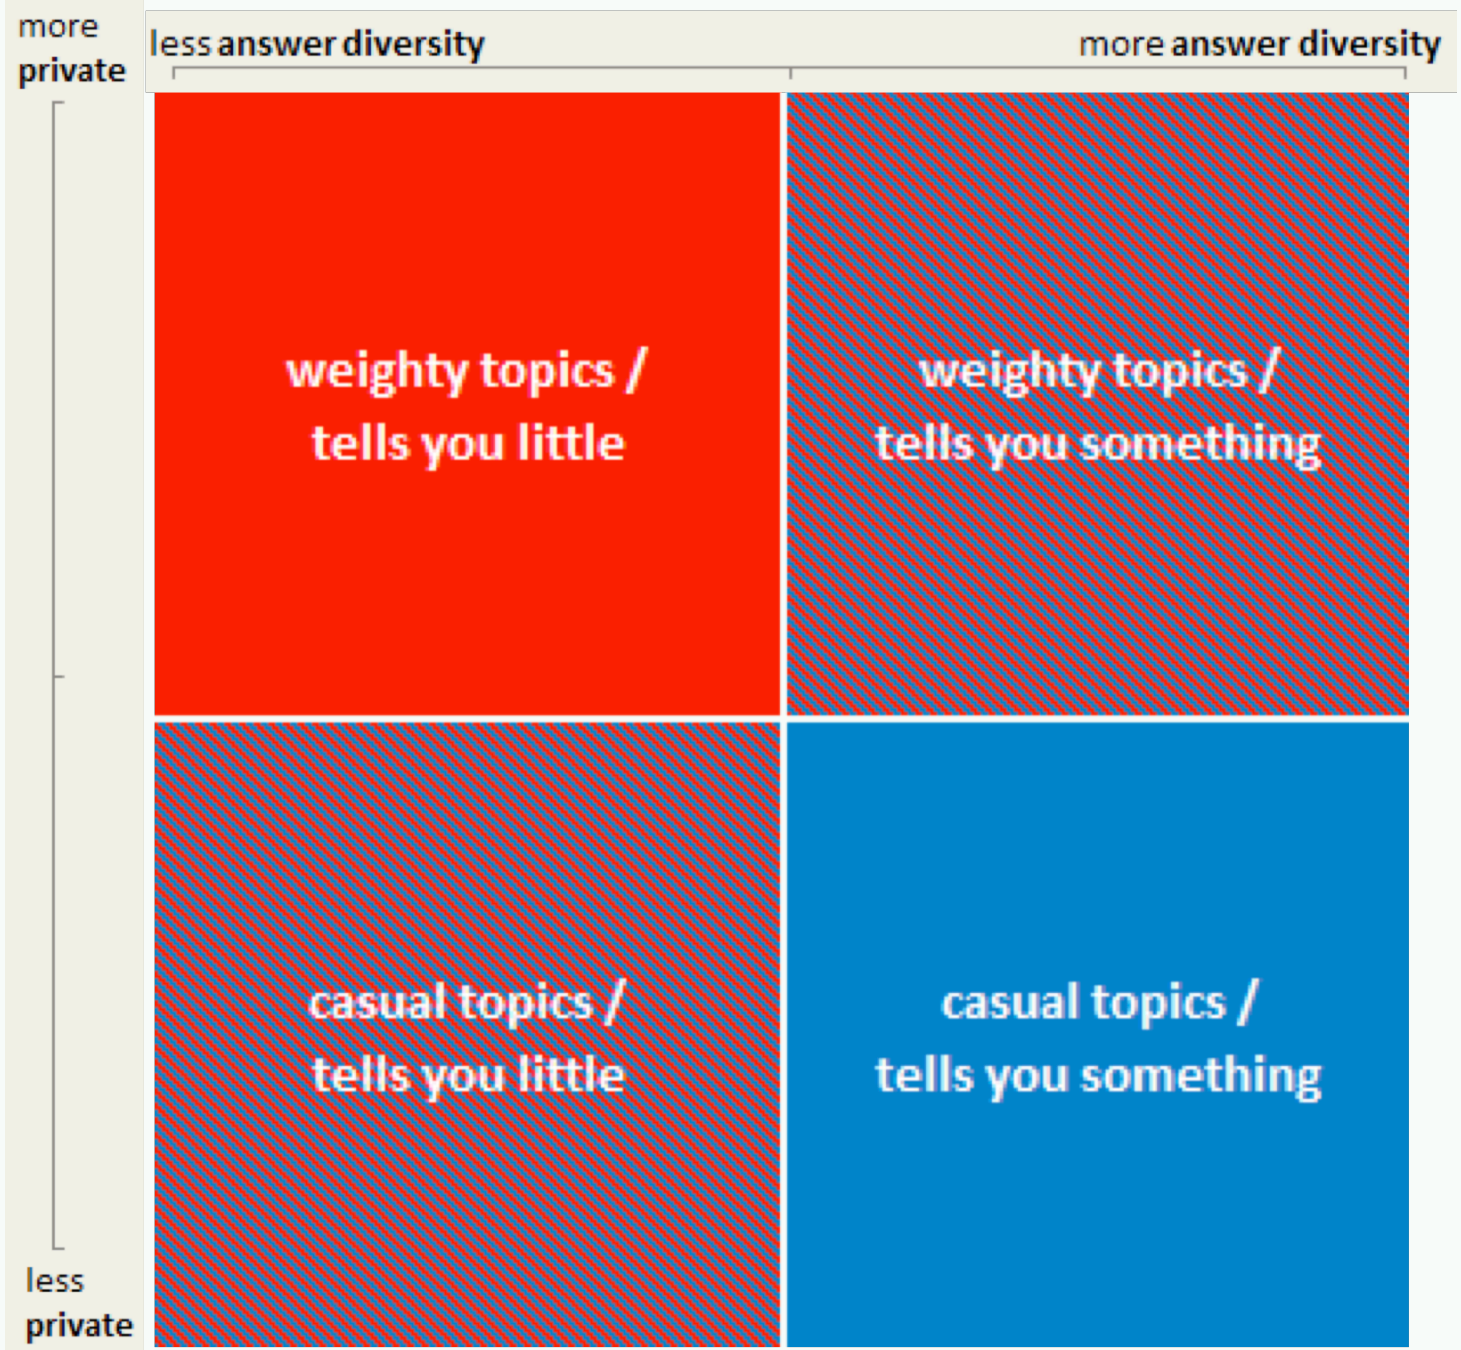 more
private
less answer diversity
more answer diversity
weighty topics /
tells you little
weighty topics /
tells you something
casual topics /
tells you little
casual topics /
tells you something
less
private